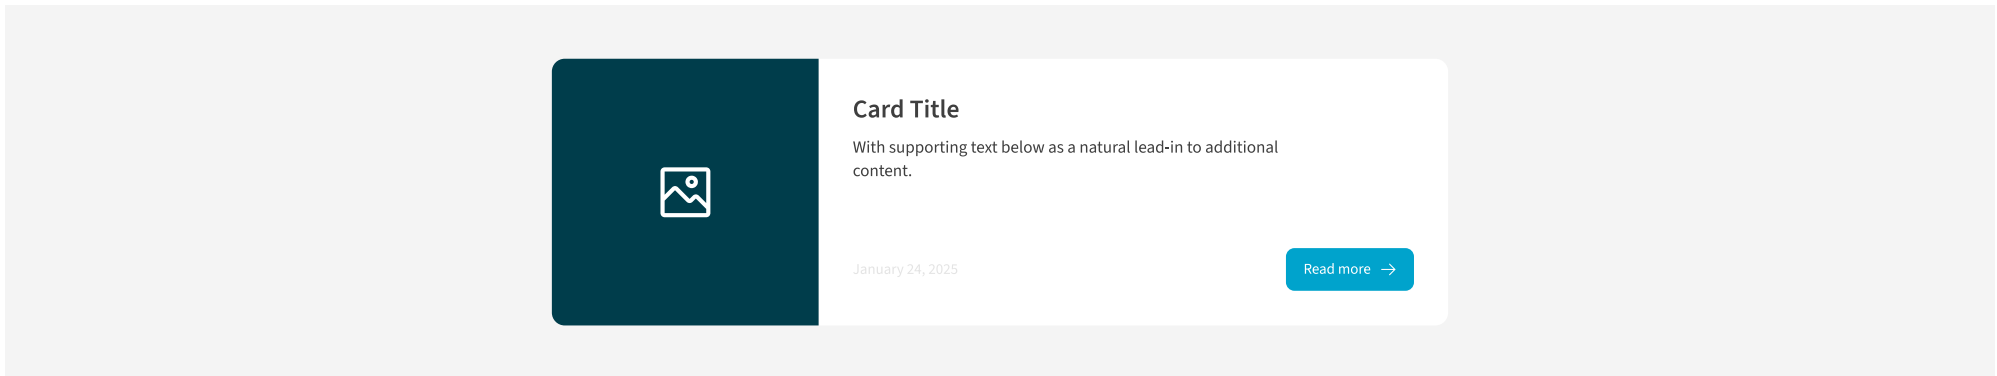 Card Title
With supporting text below as a natural lead-in to additional
content.
January 24, 2025
Read more